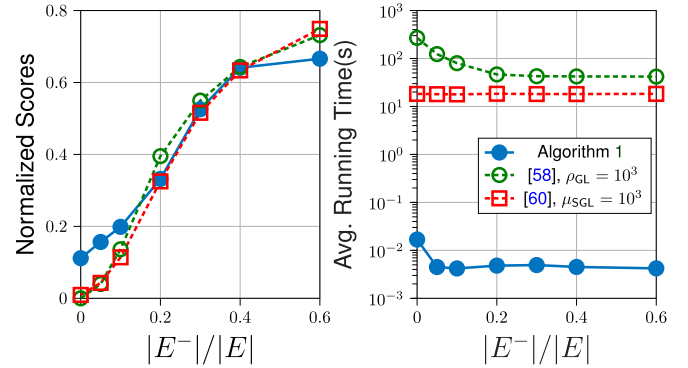 Normalized Scores
0.8
0.6
0.4
0.2
0
0 0.2 0.4 0.6
|E⁻|/|E|
Avg. Running Time(s)
10³
10²
10¹
10⁰
10⁻¹
10⁻²
10⁻³
Algorithm 1
[58], ρ_GL = 10³
[60], μ_SGL = 10³
0 0.2 0.4 0.6
|E⁻|/|E|